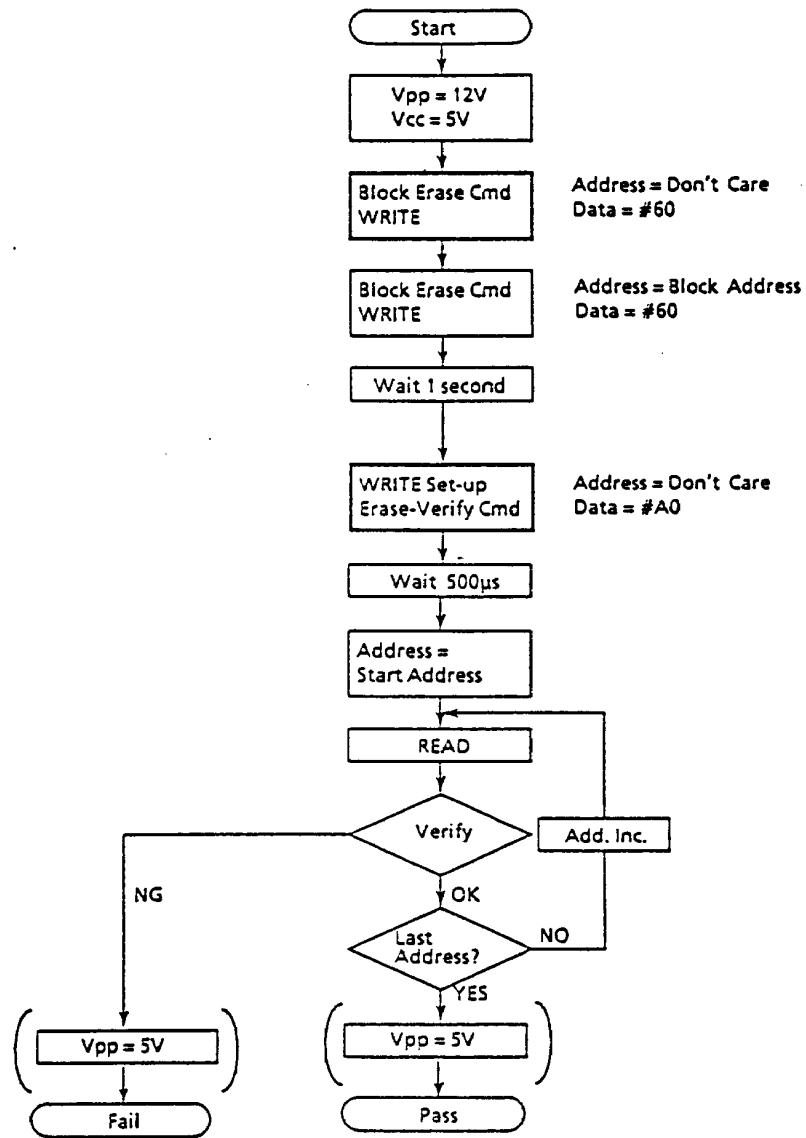 Start
Vpp = 12V
Vcc = 5V
Block Erase Cmd
WRITE
Address = Don't Care
Data = #60
Block Erase Cmd
WRITE
Address = Block Address
Data = #60
Wait 1 second
WRITE Set-up
Erase-Verify Cmd
Address = Don't Care
Data = #A0
Wait 500μs
Address =
Start Address
READ
Verify
Add. Inc.
NG
OK
Last
Address?
NO
YES
Vpp = 5V
Vpp = 5V
Fail
Pass